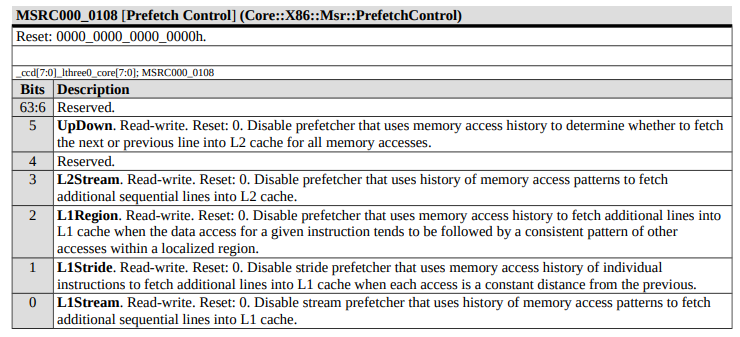 MSRC000_0108 [Prefetch Control] (Core::X86::Msr::PrefetchControl)
Reset: 0000_0000_0000_0000h.
_ccd[7:0]_lthree0_core[7:0]; MSRC000_0108
Bits Description
63:6 Reserved.
5 UpDown. Read-write. Reset: 0. Disable prefetcher that uses memory access history to determine whether to fetch
the next or previous line into L2 cache for all memory accesses.
4 Reserved.
3 L2Stream. Read-write. Reset: 0. Disable prefetcher that uses history of memory access patterns to fetch
additional sequential lines into L2 cache.
2 L1Region. Read-write. Reset: 0. Disable prefetcher that uses memory access history to fetch additional lines into
L1 cache when the data access for a given instruction tends to be followed by a consistent pattern of other
accesses within a localized region.
1 L1Stride. Read-write. Reset: 0. Disable stride prefetcher that uses memory access history of individual
instructions to fetch additional lines into L1 cache when each access is a constant distance from the previous.
0 L1Stream. Read-write. Reset: 0. Disable stream prefetcher that uses history of memory access patterns to fetch
additional sequential lines into L1 cache.